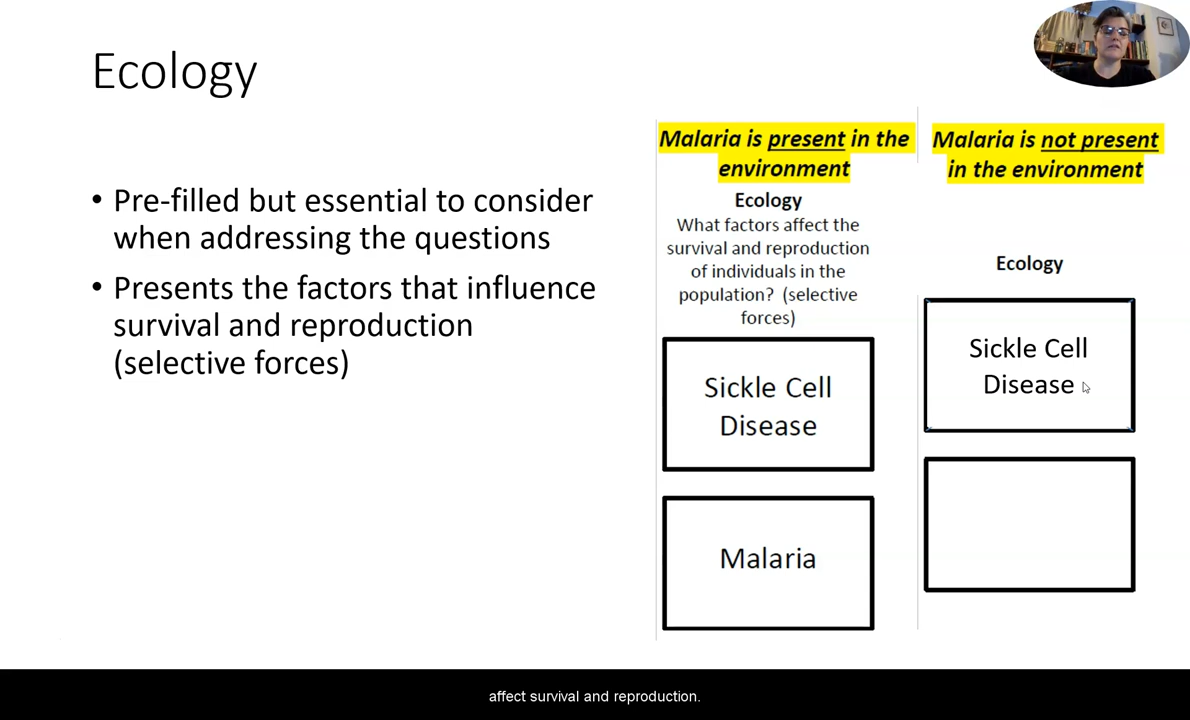 Ecology
• Pre-filled but essential to consider
when addressing the questions
• Presents the factors that influence
survival and reproduction
(selective forces)
Malaria is present in the
environment
Ecology
What factors affect the
survival and reproduction
of individuals in the
population? (selective
forces)
Sickle Cell
Disease
Malaria
Malaria is not present
in the environment
Ecology
Sickle Cell
Disease
affect survival and reproduction.